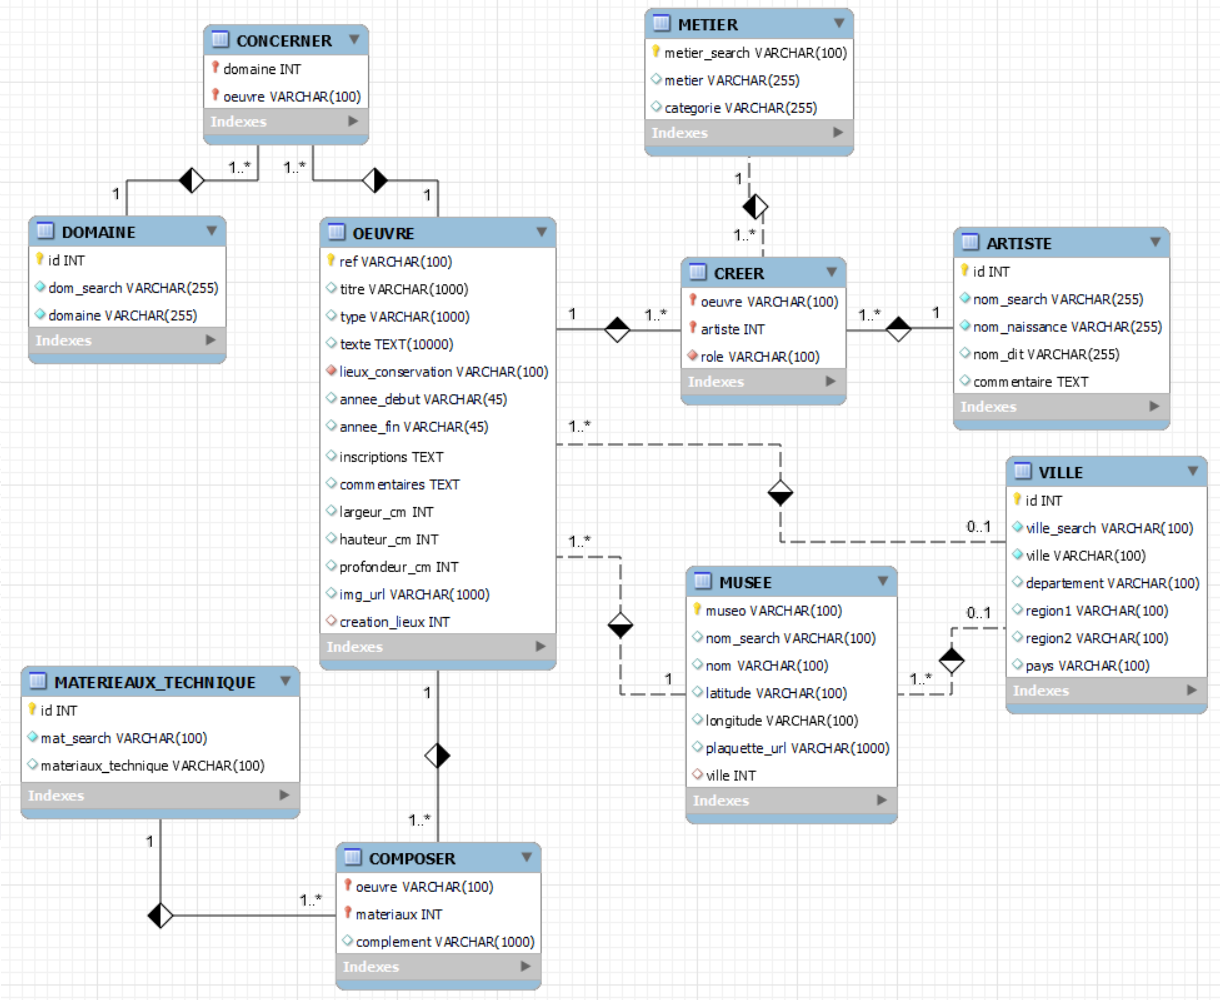 CONCERNER
domaine INT
oeuvre VARCHAR(100)
Indexes
METIER
metier_search VARCHAR(100)
metier VARCHAR(255)
categorie VARCHAR(255)
Indexes
1..*
1..*
1
1
1
1..*
DOMAINE
id INT
dom_search VARCHAR(255)
domaine VARCHAR(255)
Indexes
OEUVRE
ref VARCHAR(100)
titre VARCHAR(1000)
type VARCHAR(1000)
texte TEXT(10000)
lieux_conservation VARCHAR(100)
annee_debut VARCHAR(45)
annee_fin VARCHAR(45)
inscriptions TEXT
commentaires TEXT
largeur_cm INT
hauteur_cm INT
profondeur_cm INT
img_url VARCHAR(1000)
creation_lieux INT
Indexes
1
1..*
CREER
oeuvre VARCHAR(100)
artiste INT
role VARCHAR(100)
Indexes
1..*
1
ARTISTE
id INT
nom_search VARCHAR(255)
nom_naissance VARCHAR(255)
nom_dit VARCHAR(255)
commentaire TEXT
Indexes
1..*
0..1
1..*
1
VILLE
id INT
ville_search VARCHAR(100)
ville VARCHAR(100)
departement VARCHAR(100)
region1 VARCHAR(100)
region2 VARCHAR(100)
pays VARCHAR(100)
Indexes
MUSEE
museo VARCHAR(100)
nom_search VARCHAR(100)
nom VARCHAR(100)
latitude VARCHAR(100)
longitude VARCHAR(100)
plaquette_url VARCHAR(1000)
ville INT
Indexes
0..1
1..*
MATERIEAUX_TECHNIQUE
id INT
mat_search VARCHAR(100)
materiaux_technique VARCHAR(100)
Indexes
1
1..*
1
1..*
COMPOSER
oeuvre VARCHAR(100)
materiaux INT
complement VARCHAR(1000)
Indexes